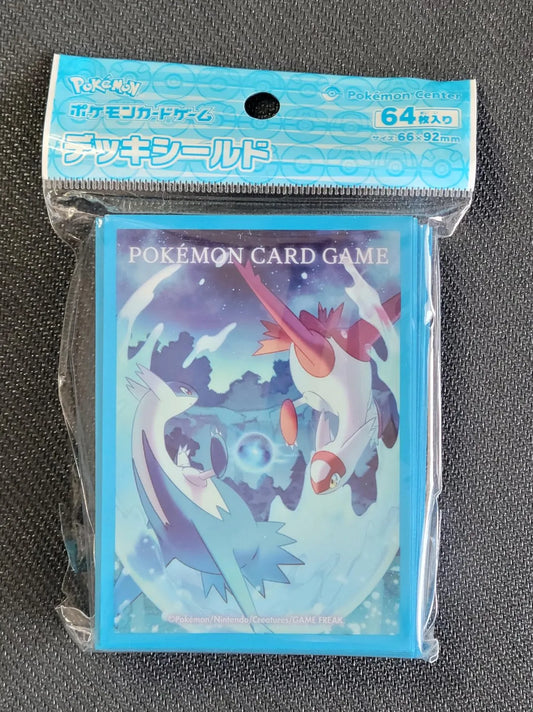 POKÉMON
ポケモンカードゲーム
デッキシールド
Pokémon Center
64枚入り
サイズ 66×92mm
POKÉMON CARD GAME
©Pokémon/Nintendo/Creatures/GAME FREAK